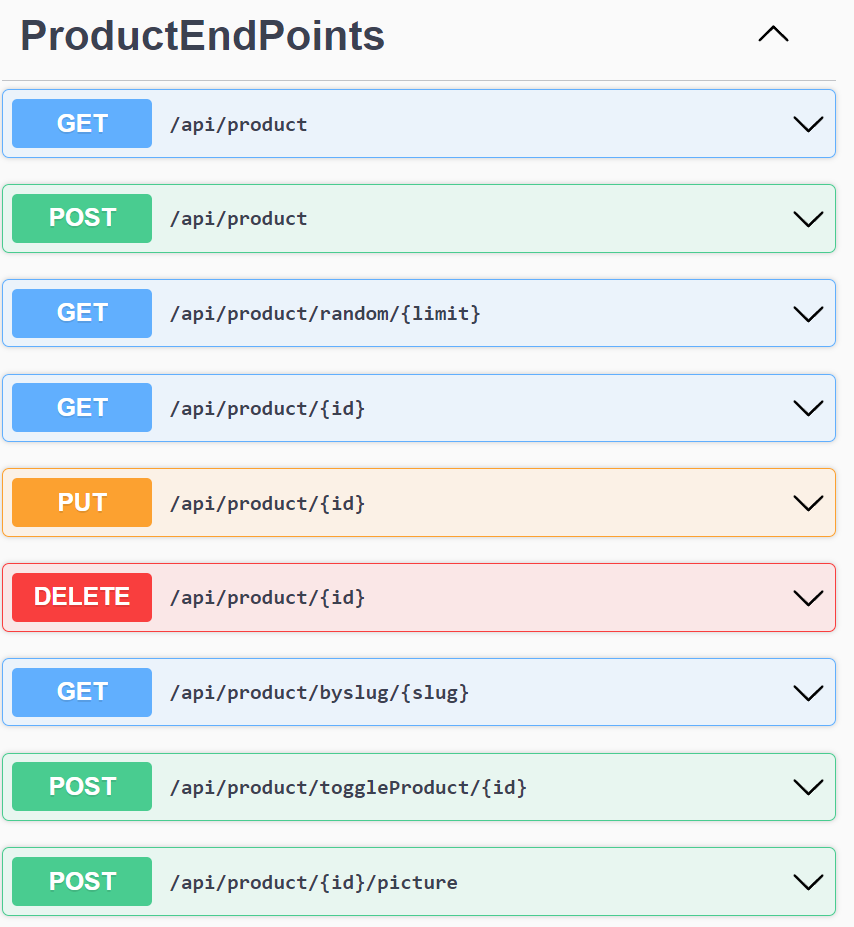 ProductEndPoints
GET /api/product
POST /api/product
GET /api/product/random/{limit}
GET /api/product/{id}
PUT /api/product/{id}
DELETE /api/product/{id}
GET /api/product/byslug/{slug}
POST /api/product/toggleProduct/{id}
POST /api/product/{id}/picture